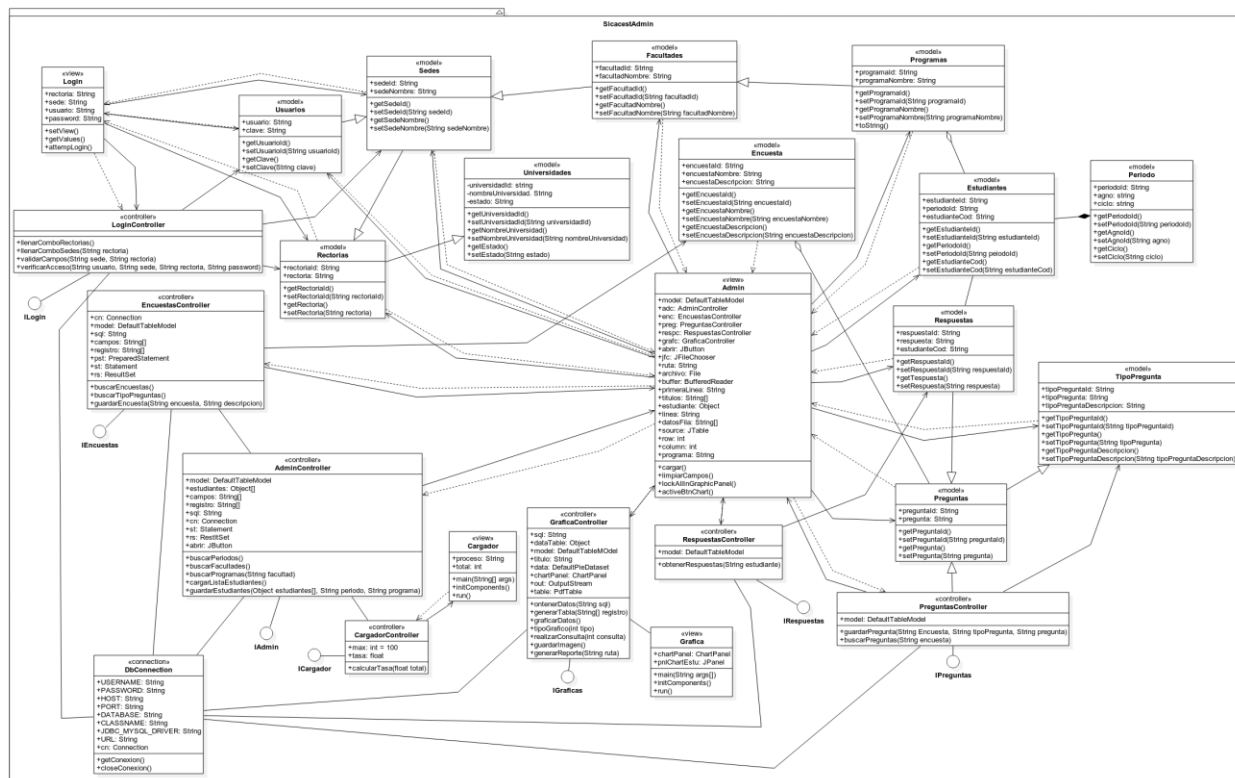 SicacestAdmin
«view»
Login
+rectoria: String
+sede: String
+usuario: String
+password: String
+setView()
+getValues()
+attempLogin()
«model»
Usuarios
+usuario: String
+clave: String
+getUsuarioId()
+setUsuarioId(String usuarioId)
+getClave()
+setClave(String clave)
«model»
Sedes
+sedeId: String
+sedeNombre: String
+getSedeId()
+setSedeId(String sedeId)
+getSedeNombre()
+setSedeNombre(String sedeNombre)
«model»
Facultades
+facultadId: String
+facultadNombre: String
+getFacultadId()
+setFacultadId(String facultadId)
+getFacultadNombre()
+setFacultadNombre(String facultadNombre)
«model»
Programas
+programaId: String
+programaNombre: String
+getProgramaId()
+setProgramaId(String programaId)
+getProgramaNombre()
+setProgramaNombre(String programaNombre)
+toString()
«model»
Universidades
-universidadId: string
-nombreUniversidad: String
-estado: String
+getUniversidadId()
+setUniversidadId(String universidadId)
+getNombreUniversidad()
+setNombreUniversidad(String nombreUniversidad)
+getEstado()
+setEstado(String estado)
«model»
Encuesta
+encuestaId: String
+encuestaNombre: String
+encuestaDescripcion: String
+getEncuestaId()
+setEncuestaId(String encuestaId)
+getEncuestaNombre()
+setEncuestaNombre(String encuestaNombre)
+getEncuestaDescripcion()
+setEncuestaDescripcion(String encuestaDescripcion)
«model»
Estudiantes
+estudianteId: String
+periodoId: String
+estudianteCod: String
+getEstudianteId()
+setEstudianteId(String estudianteId)
+getPeriodoId()
+setPeriodoId(String peiodoId)
+getEstudianteCod()
+setEstudianteCod(String estudianteCod)
«model»
Periodo
+periodoId: String
+agno: String
+ciclo: String
+getPeriodoId()
+setPeriodoId(String periodoId)
+getAgnoId()
+setAgnoId(String agno)
+getCiclo()
+setCiclo(String ciclo)
«controller»
LoginController
+llenarComboRectorias()
+llenarComboSedes(String rectoria)
+validarCampos(String sede, String rectoria)
+verificarAcceso(String usuario, String sede, String rectoria, String password)
ILogin
«model»
Rectorias
+rectoriaId: String
+rectoria: String
+getRectoriaId()
+setRectoriaId(String rectoriaId)
+getRectoria()
+setRectoria(String rectoria)
«controller»
EncuestasController
+cn: Connection
+model: DefaultTableModel
+sql: String
+campos: String[]
+registro: String[]
+pst: PreparedStatement
+st: Statement
+rs: ResultSet
+buscarEncuestas()
+buscarTipoPreguntas()
+guardarEncuesta(String encuesta, String descripcion)
IEncuestas
«view»
Admin
+model: DefaultTableModel
+adc: AdminController
+enc: EncuestasController
+preg: PreguntasController
+respc: RespuestasController
+grafc: GraficaController
+abrir: JButton
+jfc: JFileChooser
+ruta: String
+archivo: File
+buffer: BufferedReader
+primeraLinea: String
+titulos: String[]
+estudiante: Object
+linea: String
+datosFila: String[]
+source: JTable
+row: int
+column: int
+programa: String
+cargar()
+limpiarCampos()
+lockAllInGraphicPanel()
+activeBtnChart()
«model»
Respuestas
+respuestaId: String
+respuesta: String
+estudianteCod: String
+getRespuestaId()
+setRespuestaId(String respuestaId)
+getTespuesta()
+setRespuesta(String respuesta)
«model»
TipoPregunta
+tipoPreguntaId: String
+tipoPregunta: String
+tipoPreguntaDescripcion: String
+getTipoPreguntaId()
+setTipoPreguntaId(String tipoPreguntaId)
+getTipoPregunta()
+setTipoPregunta(String tipoPregunta)
+getTipoPreguntaDescripcion()
+setTipoPreguntaDescripcion(String tipoPreguntaDescripcion)
«controller»
AdminController
+model: DefaultTableModel
+estudiantes: Object[]
+campos: String[]
+registro: String[]
+sql: String
+cn: Connection
+st: Statement
+rs: RestltSet
+abrir: JButton
+buscarPeriodos()
+buscarFacultades()
+buscarProgramas(String facultad)
+cargarListaEstudiantes()
+guardarEstudiantes(Object estudiantes[], String periodo, String programa)
IAdmin
«view»
Cargador
+proceso: String
+total: int
+main(String[] args)
+initComponents()
+run()
«controller»
CargadorController
+max: int = 100
+tasa: float
+calcularTasa(float total)
ICargador
«controller»
GraficaController
+sql: String
+dataTable: Object
+model: DefaultTableMOdel
+titulo: String
+data: DefaultPieDataset
+chartPanel: ChartPanel
+out: OutputStream
+table: PdfTable
+ontenerDatos(String sql)
+generarTabla(String[] registro)
+graficarDatos()
+tipoGrafico(int tipo)
+realizarConsulta(int consulta)
+guardarImagen()
+generarReporte(String ruta)
IGraficas
«view»
Grafica
+chartPanel: ChartPanel
+pnlChartEstu: JPanel
+main(String args[])
+initComponents()
+run()
«controller»
RespuestasController
+model: DefaultTableModel
+obtenerRespuestas(String estudiante)
IRespuestas
«model»
Preguntas
+preguntaId: String
+pregunta: String
+getPreguntaId()
+setPreguntaId(String preguntaId)
+getPregunta()
+setPregunta(String pregunta)
«controller»
PreguntasController
+model: DefaultTableModel
+guardarPregunta(String Encuesta, String tipoPregunta, String pregunta)
+buscarPreguntas(String encuesta)
IPreguntas
«connection»
DbConnection
+USERNAME: String
+PASSWORD: String
+HOST: String
+PORT: String
+DATABASE: String
+CLASSNAME: String
+JDBC_MYSQL_DRIVER: String
+URL: String
+cn: Connection
+getConexion()
+closeConexion()